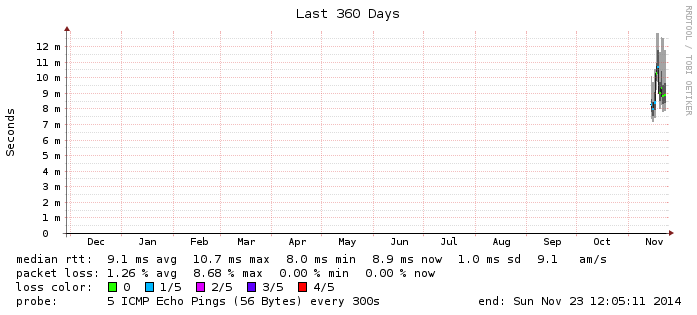 Last 360 Days
RRDTOOL / TOBI OETIKER
Seconds
12 m
11 m
10 m
9 m
8 m
7 m
6 m
5 m
4 m
3 m
2 m
1 m
0
Dec Jan Feb Mar Apr May Jun Jul Aug Sep Oct Nov
median rtt: 9.1 ms avg 10.7 ms max 8.0 ms min 8.9 ms now 1.0 ms sd 9.1 am/s
packet loss: 1.26 % avg 8.68 % max 0.00 % min 0.00 % now
loss color: 0 1/5 2/5 3/5 4/5
probe: 5 ICMP Echo Pings (56 Bytes) every 300s end: Sun Nov 23 12:05:11 2014